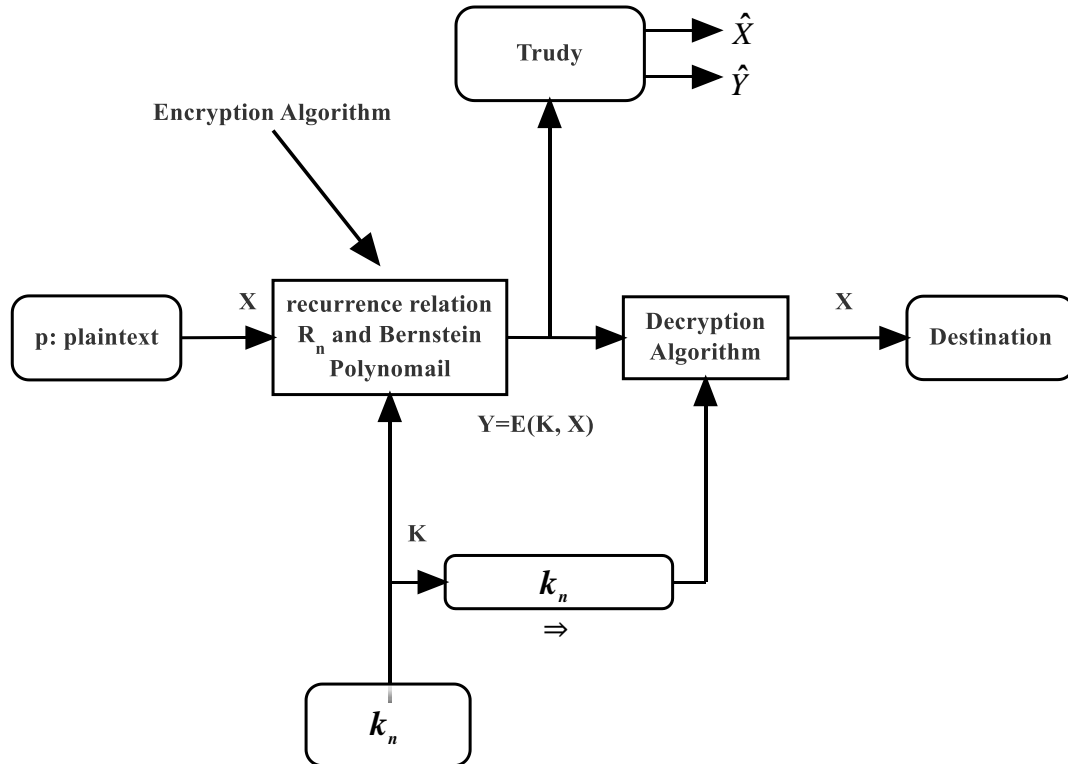 Trudy
X̂
Ŷ
Encryption Algorithm
p: plaintext
X
recurrence relation
R_n and Bernstein
Polynomail
Decryption
Algorithm
X
Destination
Y=E(K, X)
K
k_n
⇒
k_n